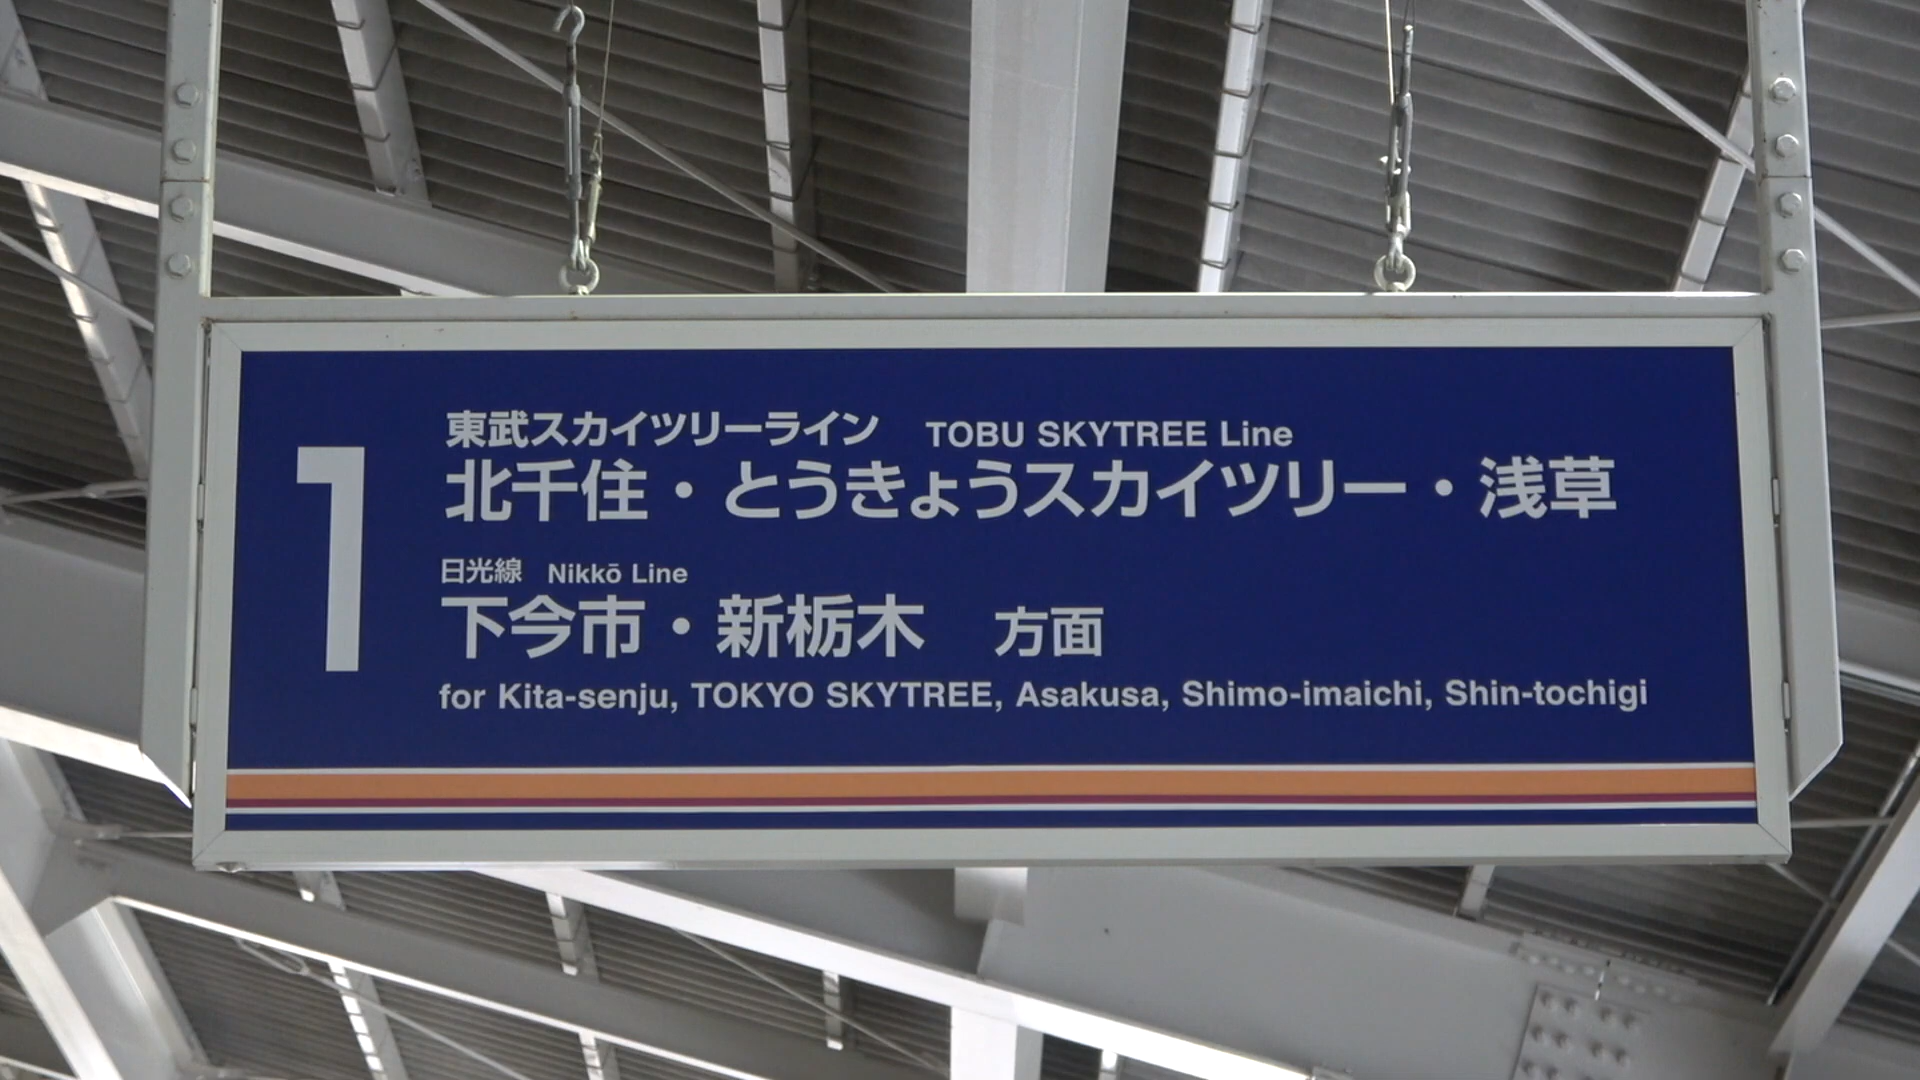 1
東武スカイツリーライン TOBU SKYTREE Line
北千住・とうきょうスカイツリー・浅草
日光線 Nikkō Line
下今市・新栃木 方面
for Kita-senju, TOKYO SKYTREE, Asakusa, Shimo-imaichi, Shin-tochigi